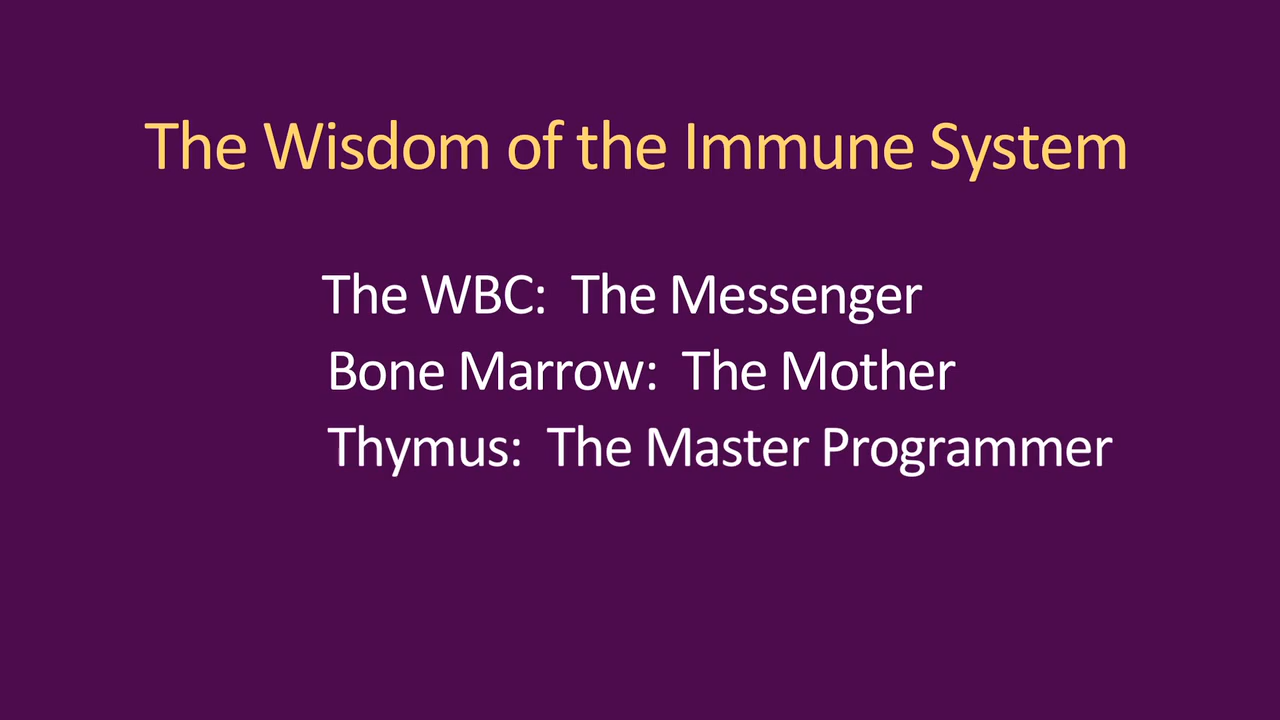 The Wisdom of the Immune System
The WBC:  The Messenger
Bone Marrow:  The Mother
Thymus:  The Master Programmer